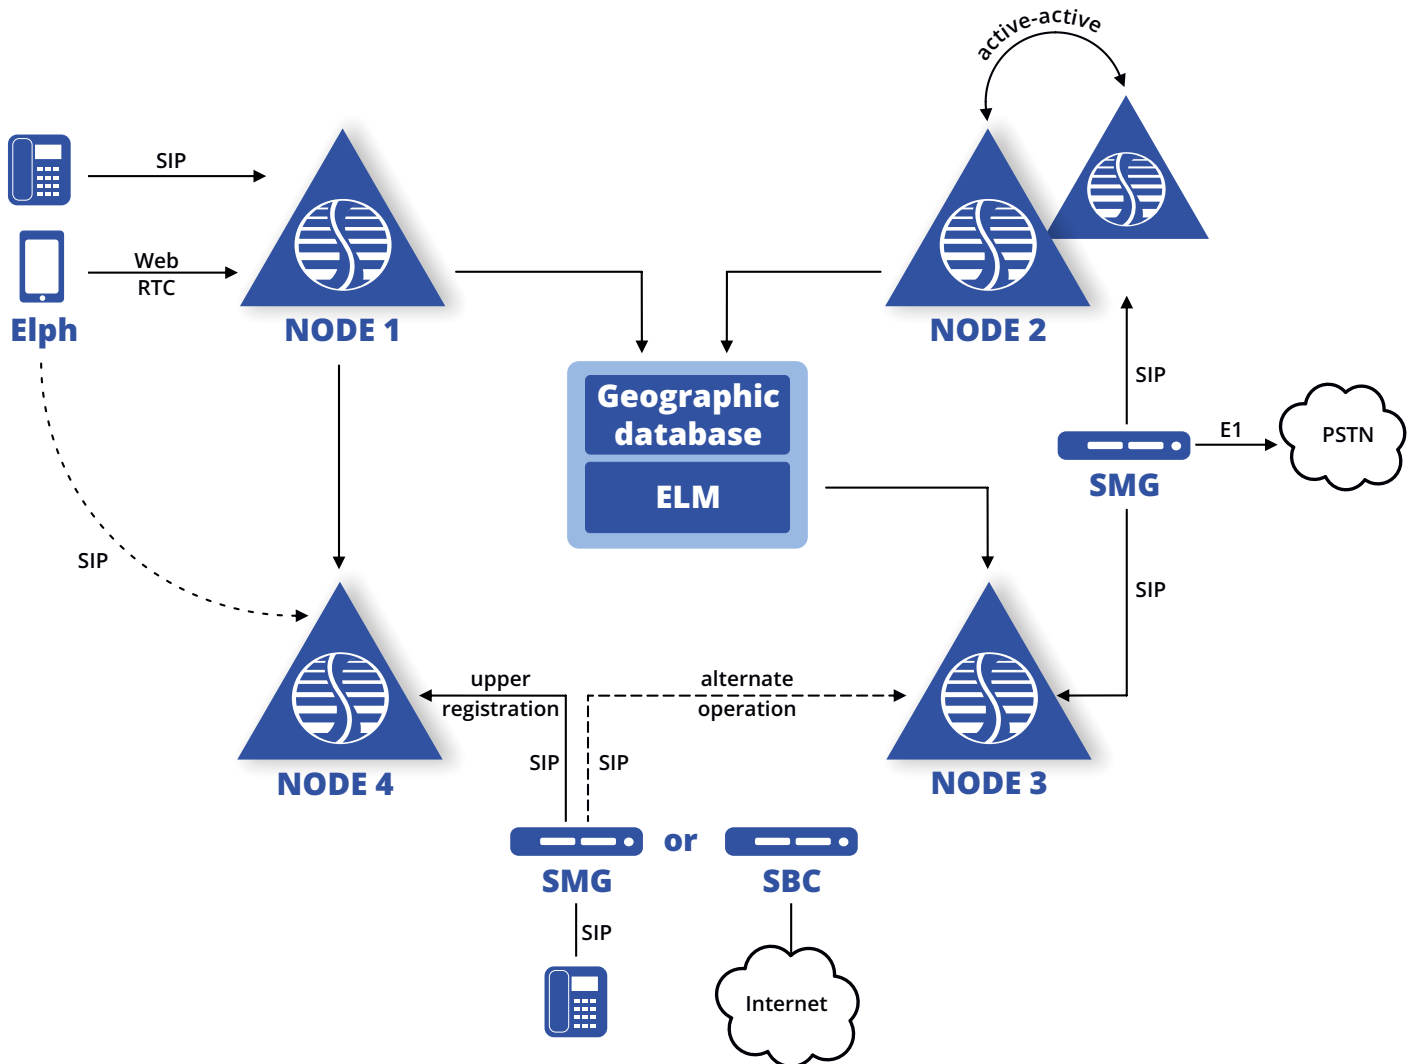 active-active
SIP
Web
RTC
Elph
NODE 1
NODE 2
Geographic
database
ELM
SIP
E1
PSTN
SMG
SIP
SIP
upper
registration
alternate
operation
SIP
SIP
NODE 4
NODE 3
or
SMG
SBC
SIP
Internet